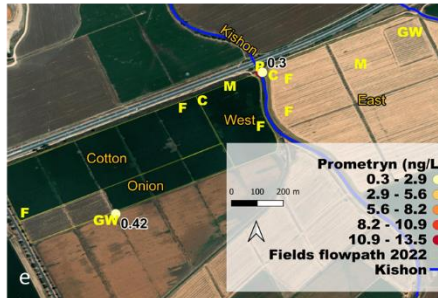 GW
Kishon
0.3
R C F M
M
C
F
F
East
West
F
Cotton
Onion
F
GW
0.42
Prometryn (ng/L
0.3 - 2.9
2.9 - 5.6
5.6 - 8.2
8.2 - 10.9
10.9 - 13.5
Fields flowpath 2022
Kishon
0 100 200 m
e